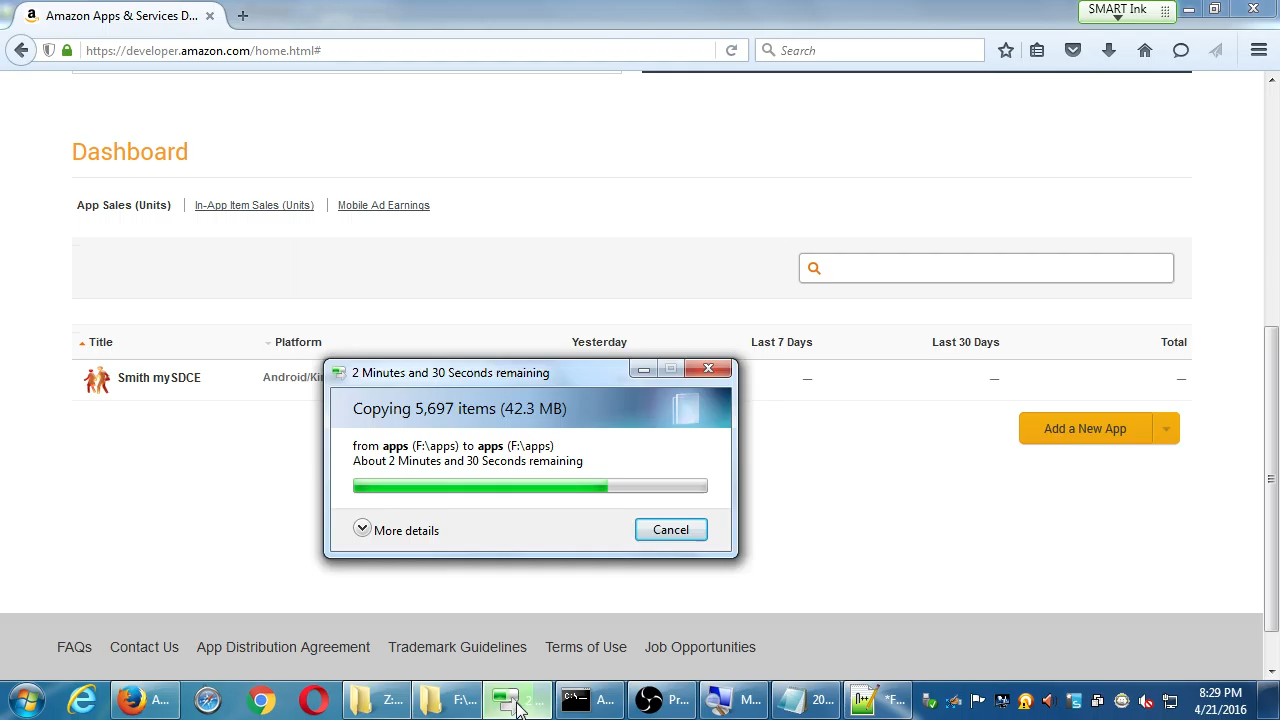 Amazon Apps & Services D...
SMART Ink
https://developer.amazon.com/home.html#
Search
Dashboard
App Sales (Units)
In-App Item Sales (Units)
Mobile Ad Earnings
Title
Platform
Yesterday
Last 7 Days
Last 30 Days
Total
Smith mySDCE
Android/Kin
—
—
—
Add a New App
2 Minutes and 30 Seconds remaining
Copying 5,697 items (42.3 MB)
from apps (F:\apps) to apps (F:\apps)
About 2 Minutes and 30 Seconds remaining
More details
Cancel
FAQs
Contact Us
App Distribution Agreement
Trademark Guidelines
Terms of Use
Job Opportunities
A...
Z:...
F:\...
2 ...
A...
Pr...
M...
20...
*F...
8:29 PM
4/21/2016